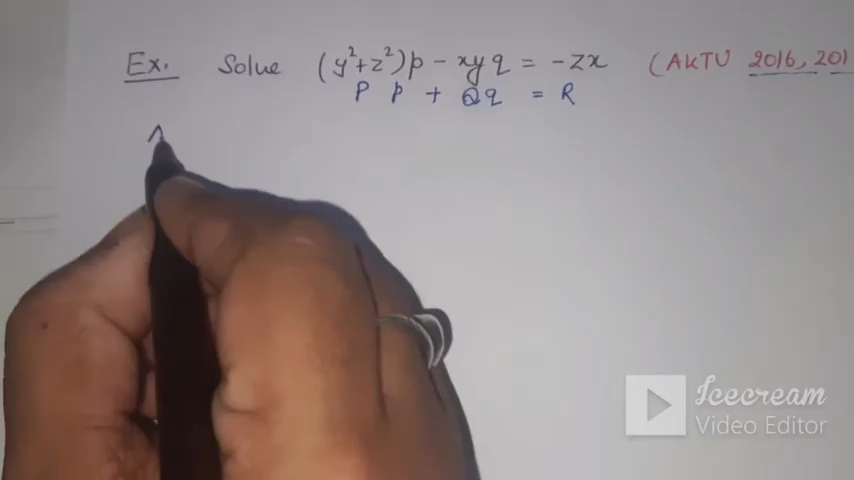 Ex. Solve (y²+z²)p - xyq = -zx (AKTU 2016, 201
P p + Qq = R
Icecream
Video Editor